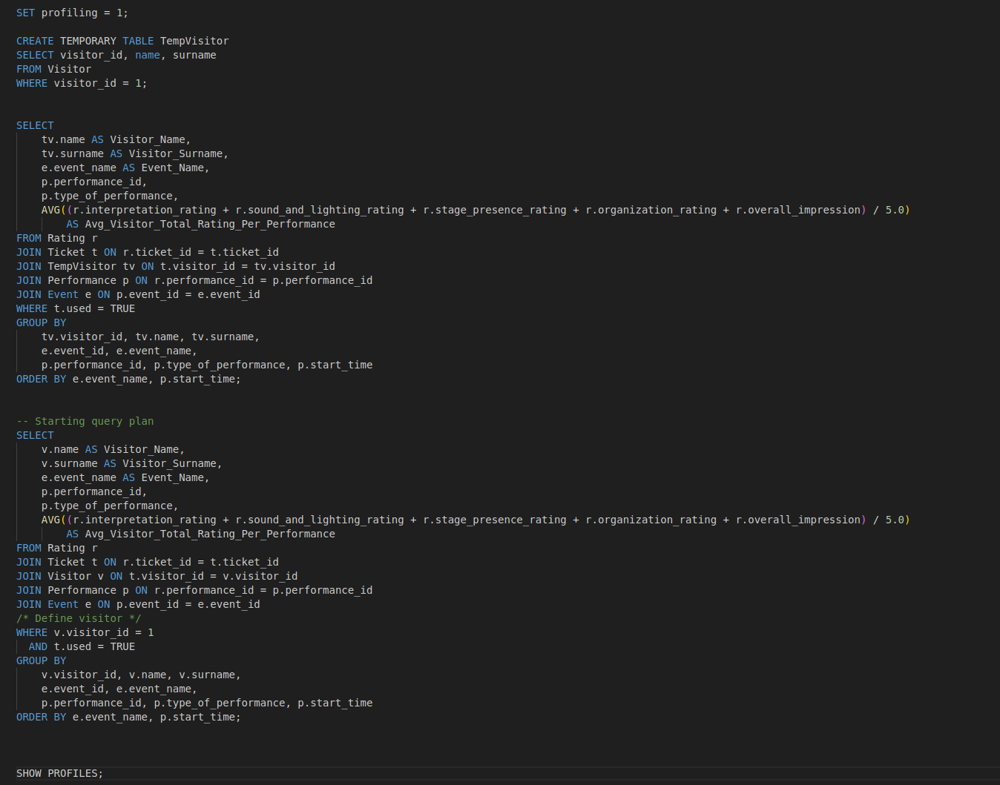 SET profiling = 1;
CREATE TEMPORARY TABLE TempVisitor
SELECT visitor_id, name, surname
FROM Visitor
WHERE visitor_id = 1;
SELECT
tv.name AS Visitor_Name,
tv.surname AS Visitor_Surname,
e.event_name AS Event_Name,
p.performance_id,
p.type_of_performance,
AVG((r.interpretation_rating + r.sound_and_lighting_rating + r.stage_presence_rating + r.organization_rating + r.overall_impression) / 5.0)
AS Avg_Visitor_Total_Rating_Per_Performance
FROM Rating r
JOIN Ticket t ON r.ticket_id = t.ticket_id
JOIN TempVisitor tv ON t.visitor_id = tv.visitor_id
JOIN Performance p ON r.performance_id = p.performance_id
JOIN Event e ON p.event_id = e.event_id
WHERE t.used = TRUE
GROUP BY
tv.visitor_id, tv.name, tv.surname,
e.event_id, e.event_name,
p.performance_id, p.type_of_performance, p.start_time
ORDER BY e.event_name, p.start_time;
-- Starting query plan
SELECT
v.name AS Visitor_Name,
v.surname AS Visitor_Surname,
e.event_name AS Event_Name,
p.performance_id,
p.type_of_performance,
AVG((r.interpretation_rating + r.sound_and_lighting_rating + r.stage_presence_rating + r.organization_rating + r.overall_impression) / 5.0)
AS Avg_Visitor_Total_Rating_Per_Performance
FROM Rating r
JOIN Ticket t ON r.ticket_id = t.ticket_id
JOIN Visitor v ON t.visitor_id = v.visitor_id
JOIN Performance p ON r.performance_id = p.performance_id
JOIN Event e ON p.event_id = e.event_id
/* Define visitor */
WHERE v.visitor_id = 1
AND t.used = TRUE
GROUP BY
v.visitor_id, v.name, v.surname,
e.event_id, e.event_name,
p.performance_id, p.type_of_performance, p.start_time
ORDER BY e.event_name, p.start_time;
SHOW PROFILES;